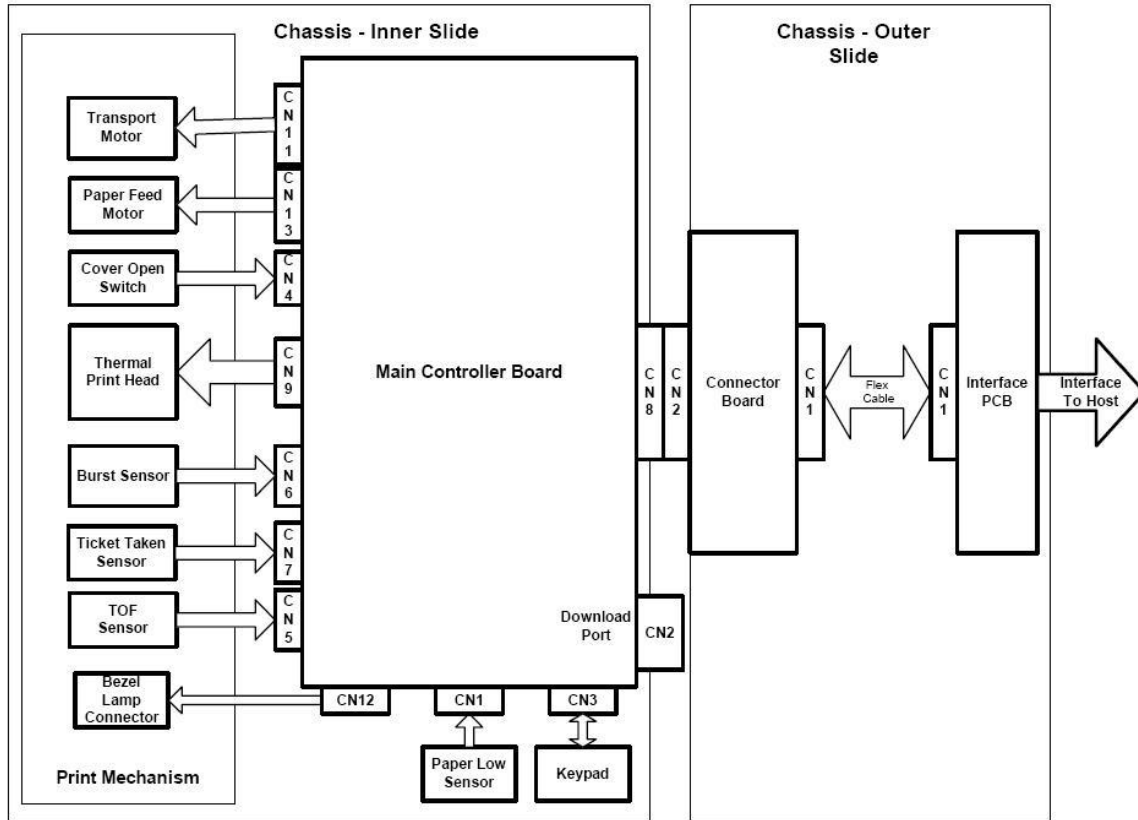 Chassis - Inner Slide
Chassis - Outer
Slide
Transport
Motor
C
N
1
1
Paper Feed
Motor
C
N
1
3
Cover Open
Switch
C
N
4
Thermal
Print Head
C
N
9
Main Controller Board
C
N
8
C
N
2
Connector
Board
C
N
1
Flex
Cable
C
N
1
Interface
PCB
Interface
To Host
Burst Sensor
C
N
6
Ticket Taken
Sensor
C
N
7
TOF
Sensor
C
N
5
Download
Port
CN2
Bezel
Lamp
Connector
CN12
CN1
CN3
Paper Low
Sensor
Keypad
Print Mechanism